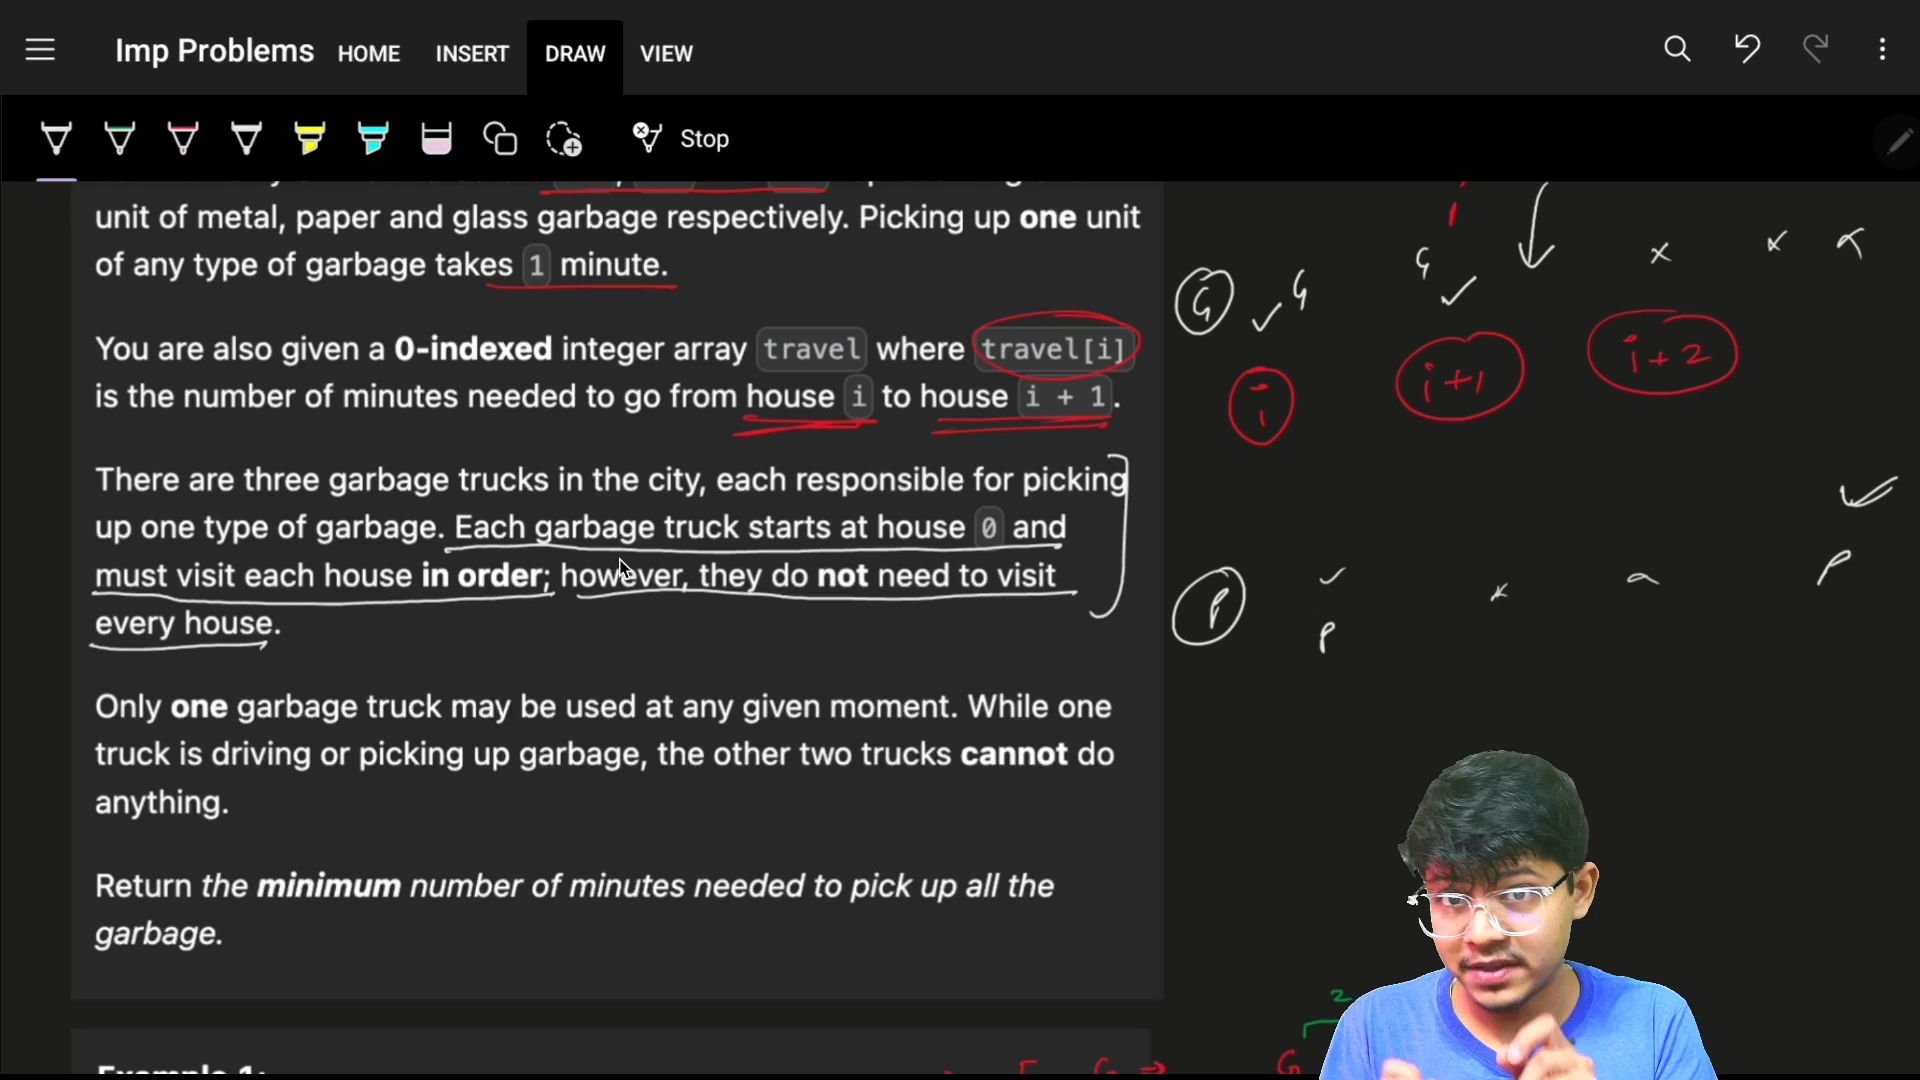 Imp Problems HOME INSERT DRAW VIEW
Stop
unit of metal, paper and glass garbage respectively. Picking up one unit
of any type of garbage takes 1 minute.
You are also given a 0-indexed integer array travel where travel[i]
is the number of minutes needed to go from house i to house i + 1.
There are three garbage trucks in the city, each responsible for picking
up one type of garbage. Each garbage truck starts at house 0 and
must visit each house in order; however, they do not need to visit
every house.
Only one garbage truck may be used at any given moment. While one
truck is driving or picking up garbage, the other two trucks cannot do
anything.
Return the minimum number of minutes needed to pick up all the
garbage.
Example 1:
G G G x x x
i i+1 i+2
P x P
P
2
G G